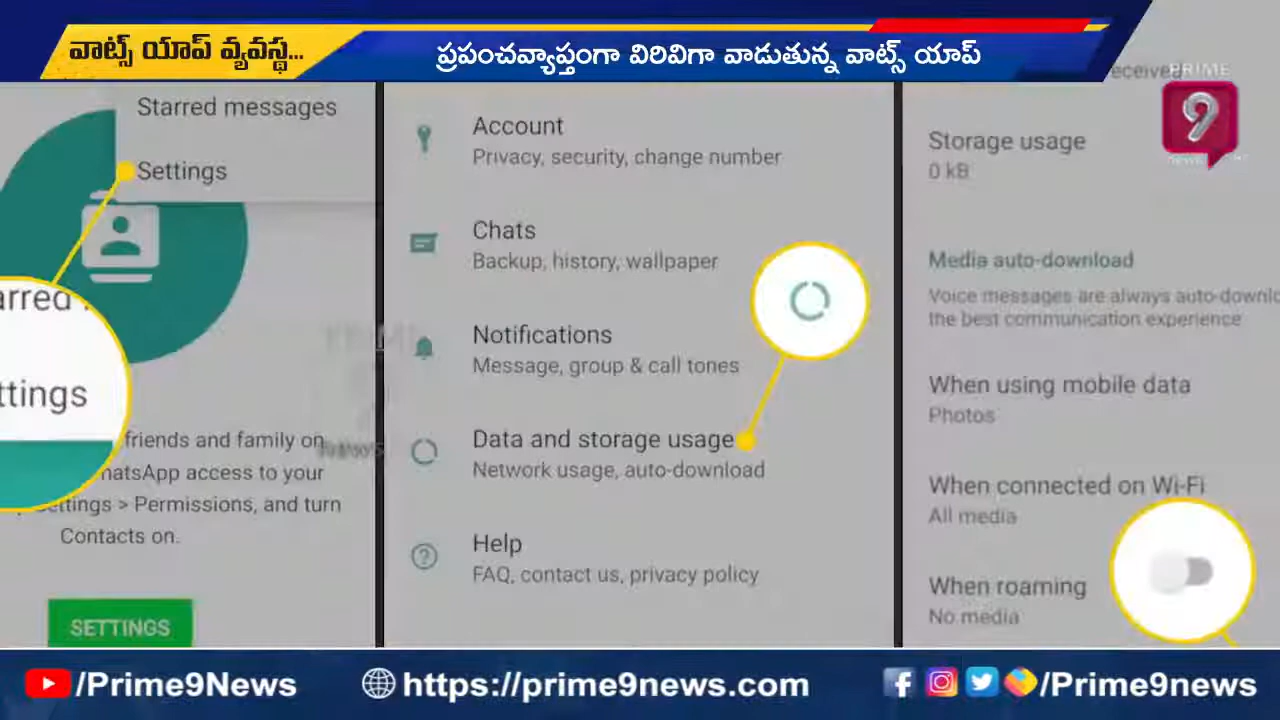 వాట్స్ యాప్ వ్యవస్థ...
ప్రపంచవ్యాప్తంగా విరివిగా వాడుతున్న వాట్స్ యాప్
PRIME
9
NEWS
Starred messages
Settings
arred
ttings
friends and family on
hatsApp access to your
ettings > Permissions, and turn
Contacts on.
SETTINGS
Account
Privacy, security, change number
Chats
Backup, history, wallpaper
Notifications
Message, group & call tones
Data and storage usage
Network usage, auto-download
Help
FAQ, contact us, privacy policy
eceived
Storage usage
0 kB
Media auto-download
Voice messages are always auto-downlo
the best communication experience
When using mobile data
Photos
When connected on Wi-Fi
All media
When roaming
No media
/Prime9News
https://prime9news.com
/Prime9news